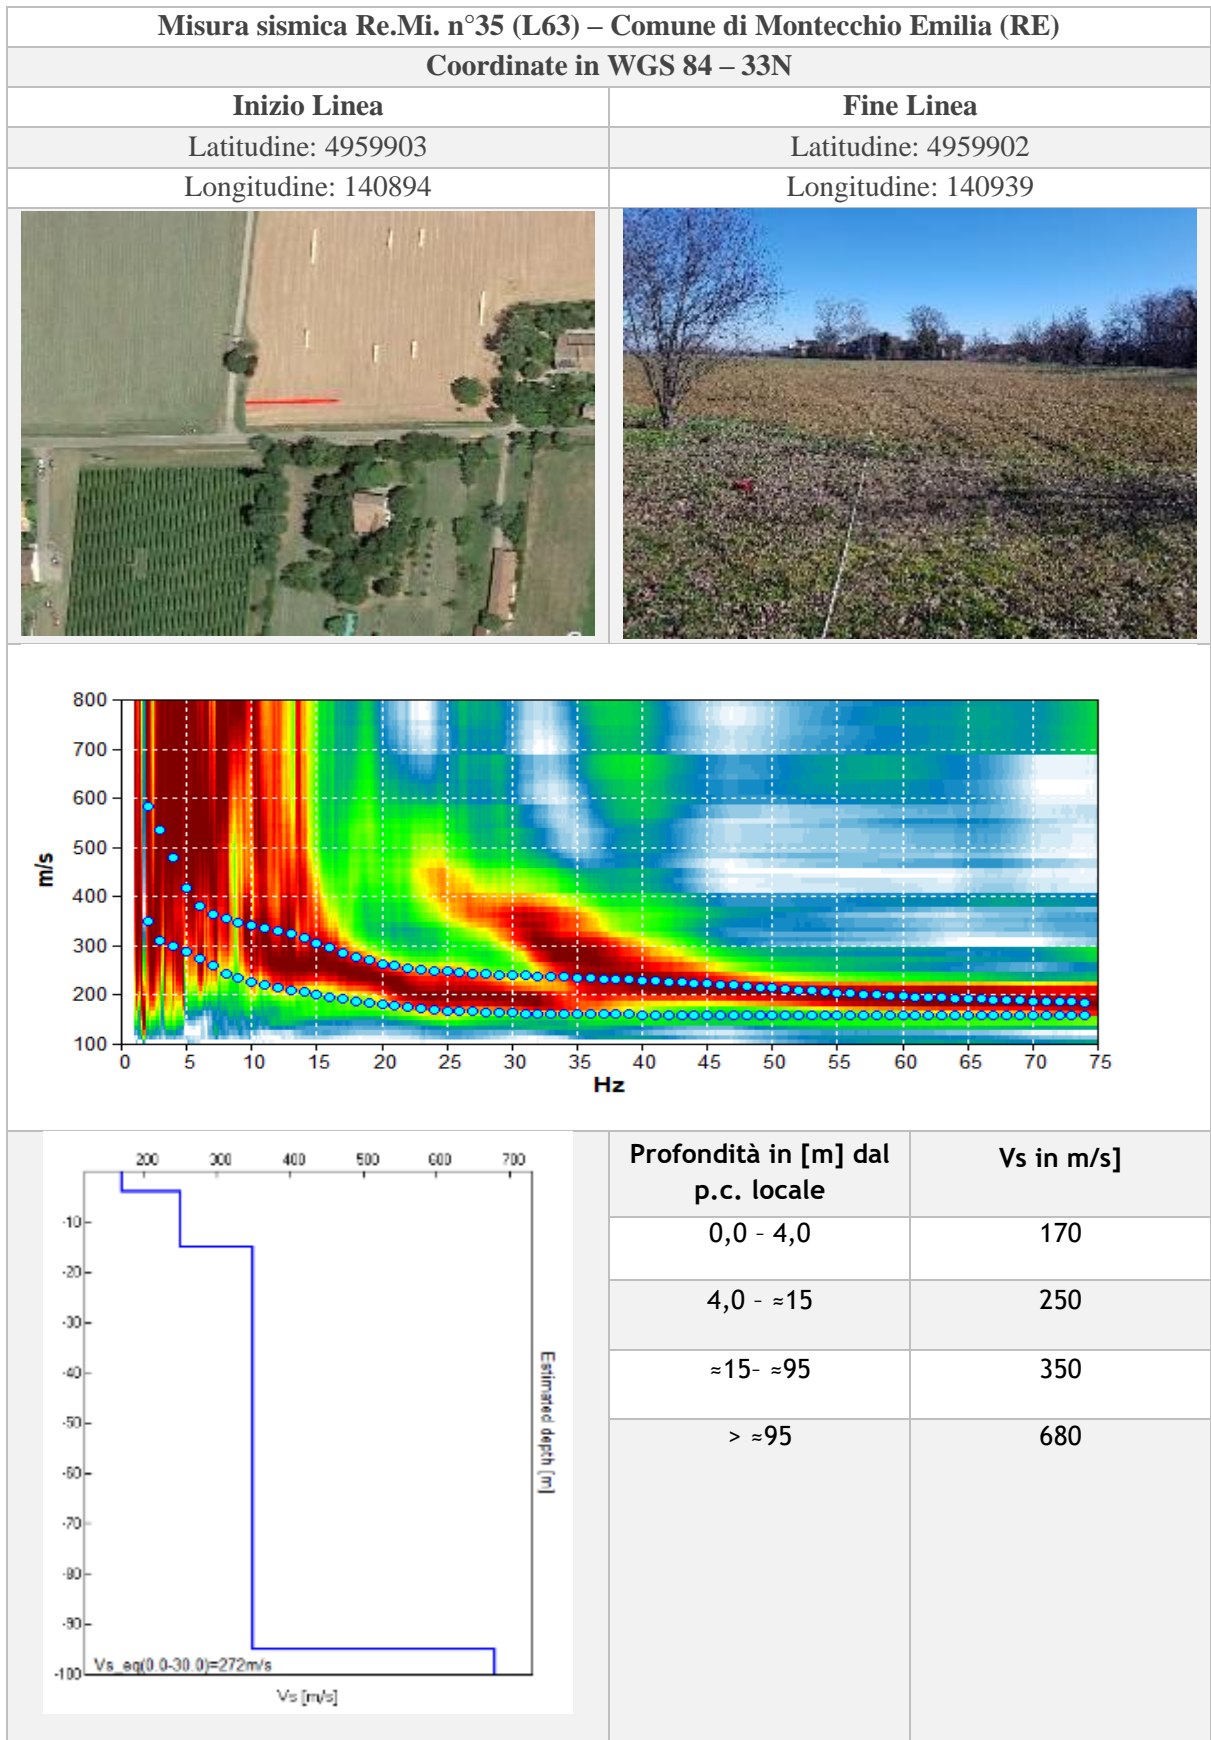 Misura sismica Re.Mi. n°35 (L63) – Comune di Montecchio Emilia (RE)
Coordinate in WGS 84 – 33N
Inizio Linea
Fine Linea
Latitudine: 4959903
Latitudine: 4959902
Longitudine: 140894
Longitudine: 140939
800
700
600
500
400
300
200
100
m/s
0 5 10 15 20 25 30 35 40 45 50 55 60 65 70 75
Hz
200 300 400 500 600 700
-10
-20
-30
-40
-50
-60
-70
-80
-90
-100
Estimated depth [m]
Vs_eq(0.0-30.0)=272m/s
Vs [m/s]
Profondità in [m] dal
p.c. locale
Vs in m/s]
0,0 – 4,0
170
4,0 – ≈15
250
≈15– ≈95
350
> ≈95
680